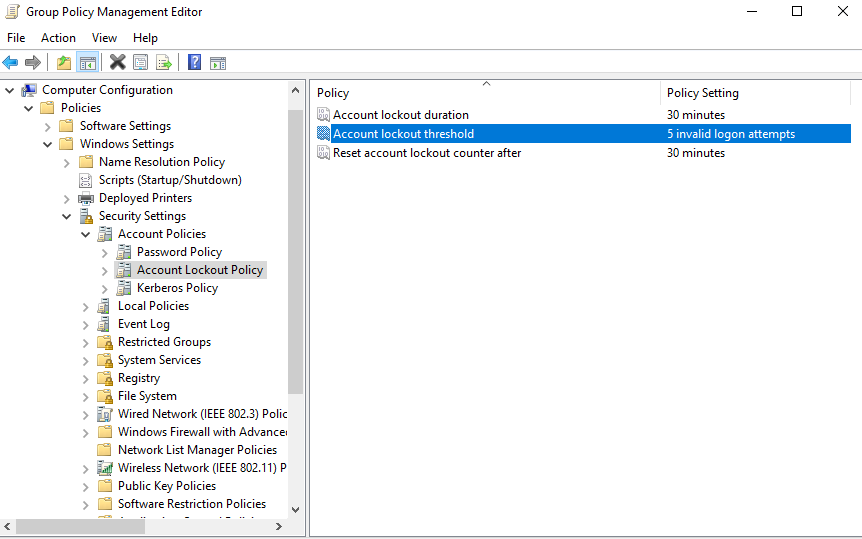 Group Policy Management Editor
File Action View Help
Computer Configuration
Policies
Software Settings
Windows Settings
Name Resolution Policy
Scripts (Startup/Shutdown)
Deployed Printers
Security Settings
Account Policies
Password Policy
Account Lockout Policy
Kerberos Policy
Local Policies
Event Log
Restricted Groups
System Services
Registry
File System
Wired Network (IEEE 802.3) Polic
Windows Firewall with Advance
Network List Manager Policies
Wireless Network (IEEE 802.11) P
Public Key Policies
Software Restriction Policies
Policy Policy Setting
Account lockout duration 30 minutes
Account lockout threshold 5 invalid logon attempts
Reset account lockout counter after 30 minutes